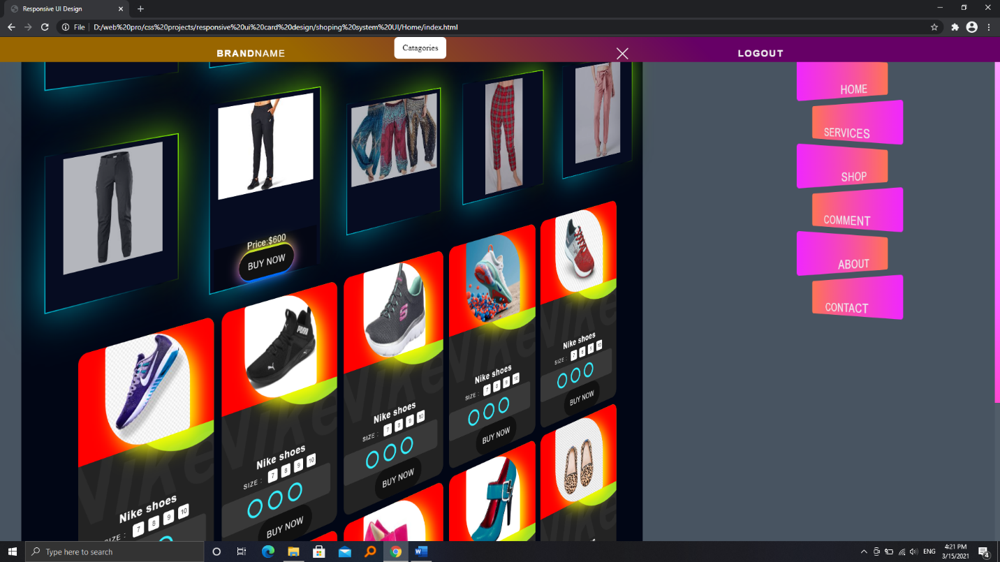 Responsive UI Design
File
D:/web%20pro/css%20projects/responsive%20ui%20card%20design/shoping%20system%20UI/Home/index.html
BRANDNAME
Catagories
LOGOUT
HOME
SERVICES
SHOP
COMMENT
ABOUT
CONTACT
Price:$600
BUY NOW
Nike shoes
SIZE : 7 8 9 10
BUY NOW
Nike shoes
SIZE : 7 8 9 10
BUY NOW
Nike shoes
SIZE : 7 8 9 10
BUY NOW
Nike shoes
SIZE : 7 8 9 10
BUY NOW
Nike shoes
7 8 9 10
PUMA
S
Type here to search
ENG
4:21 PM
3/15/2021
4